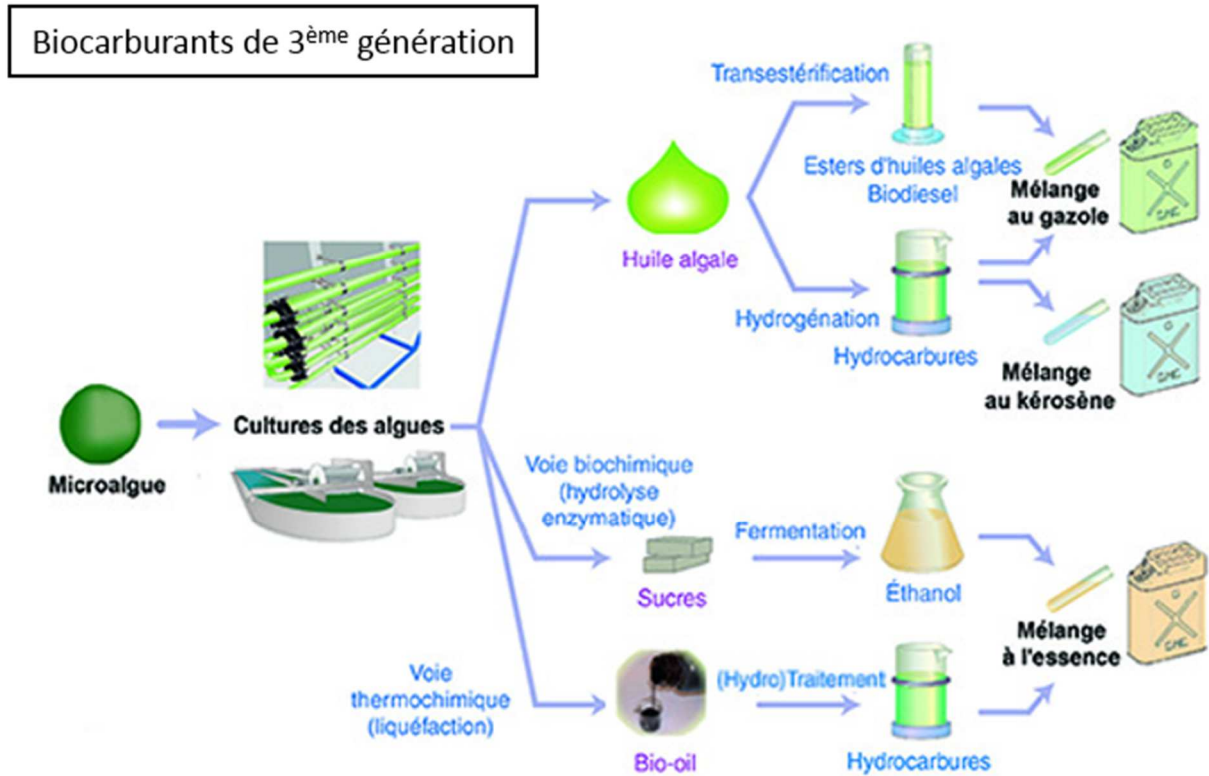 Biocarburants de 3ème génération
Transestérification
Esters d'huiles algales
Biodiesel
Mélange
au gazole
Huile algale
Hydrogénation
Hydrocarbures
Mélange
au kérosène
Cultures des algues
Microalgue
Voie biochimique
(hydrolyse
enzymatique)
Fermentation
Sucres
Éthanol
Mélange
à l'essence
Voie
thermochimique
(liquéfaction)
(Hydro)Traitement
Bio-oil
Hydrocarbures